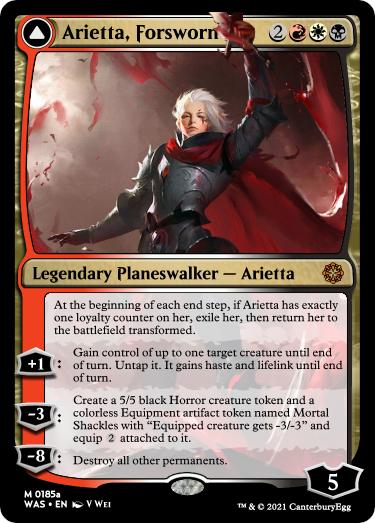 Arietta, Forsworn 2
Legendary Planeswalker — Arietta
At the beginning of each end step, if Arietta has exactly
one loyalty counter on her, exile her, then return her to
the battlefield transformed.
+1: Gain control of up to one target creature until end
of turn. Untap it. It gains haste and lifelink until end
of turn.
-3: Create a 5/5 black Horror creature token and a
colorless Equipment artifact token named Mortal
Shackles with “Equipped creature gets -3/-3” and
equip 2 attached to it.
-8: Destroy all other permanents.
5
M 0185a
WAS • EN V WEI
™ & © 2021 CanterburyEgg